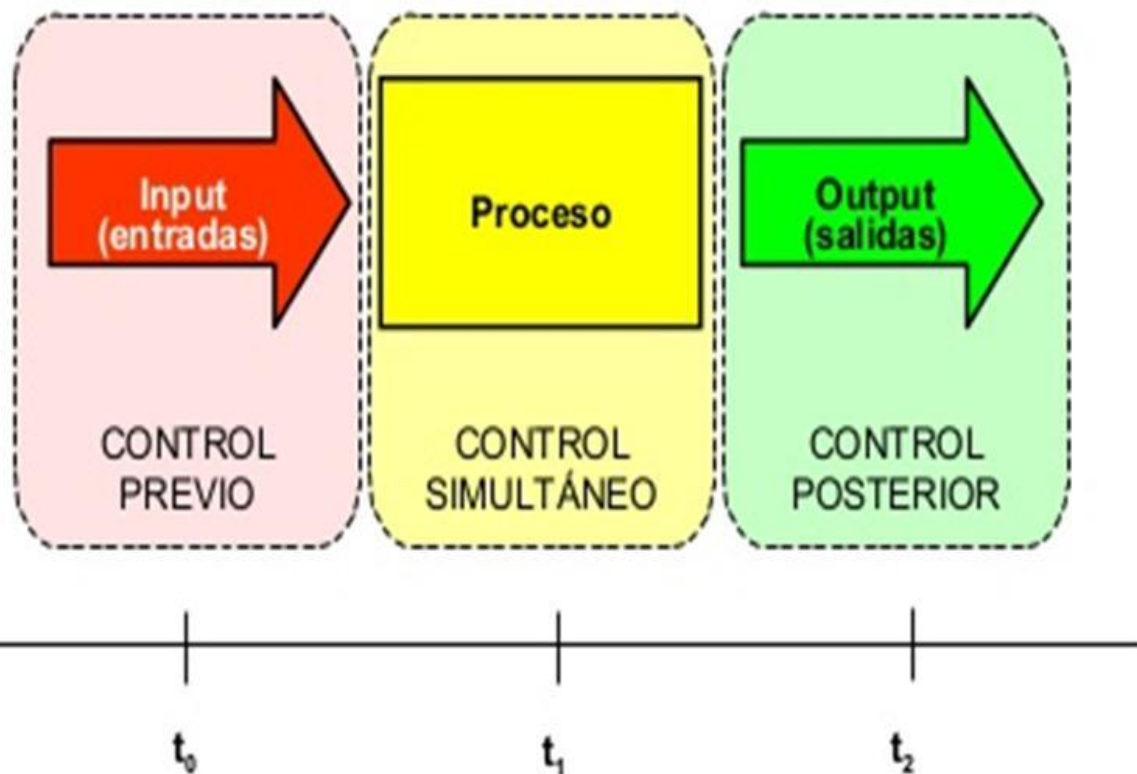 Input
(entradas)
Proceso
Output
(salidas)
CONTROL
PREVIO
CONTROL
SIMULTÁNEO
CONTROL
POSTERIOR
t₀
t₁
t₂